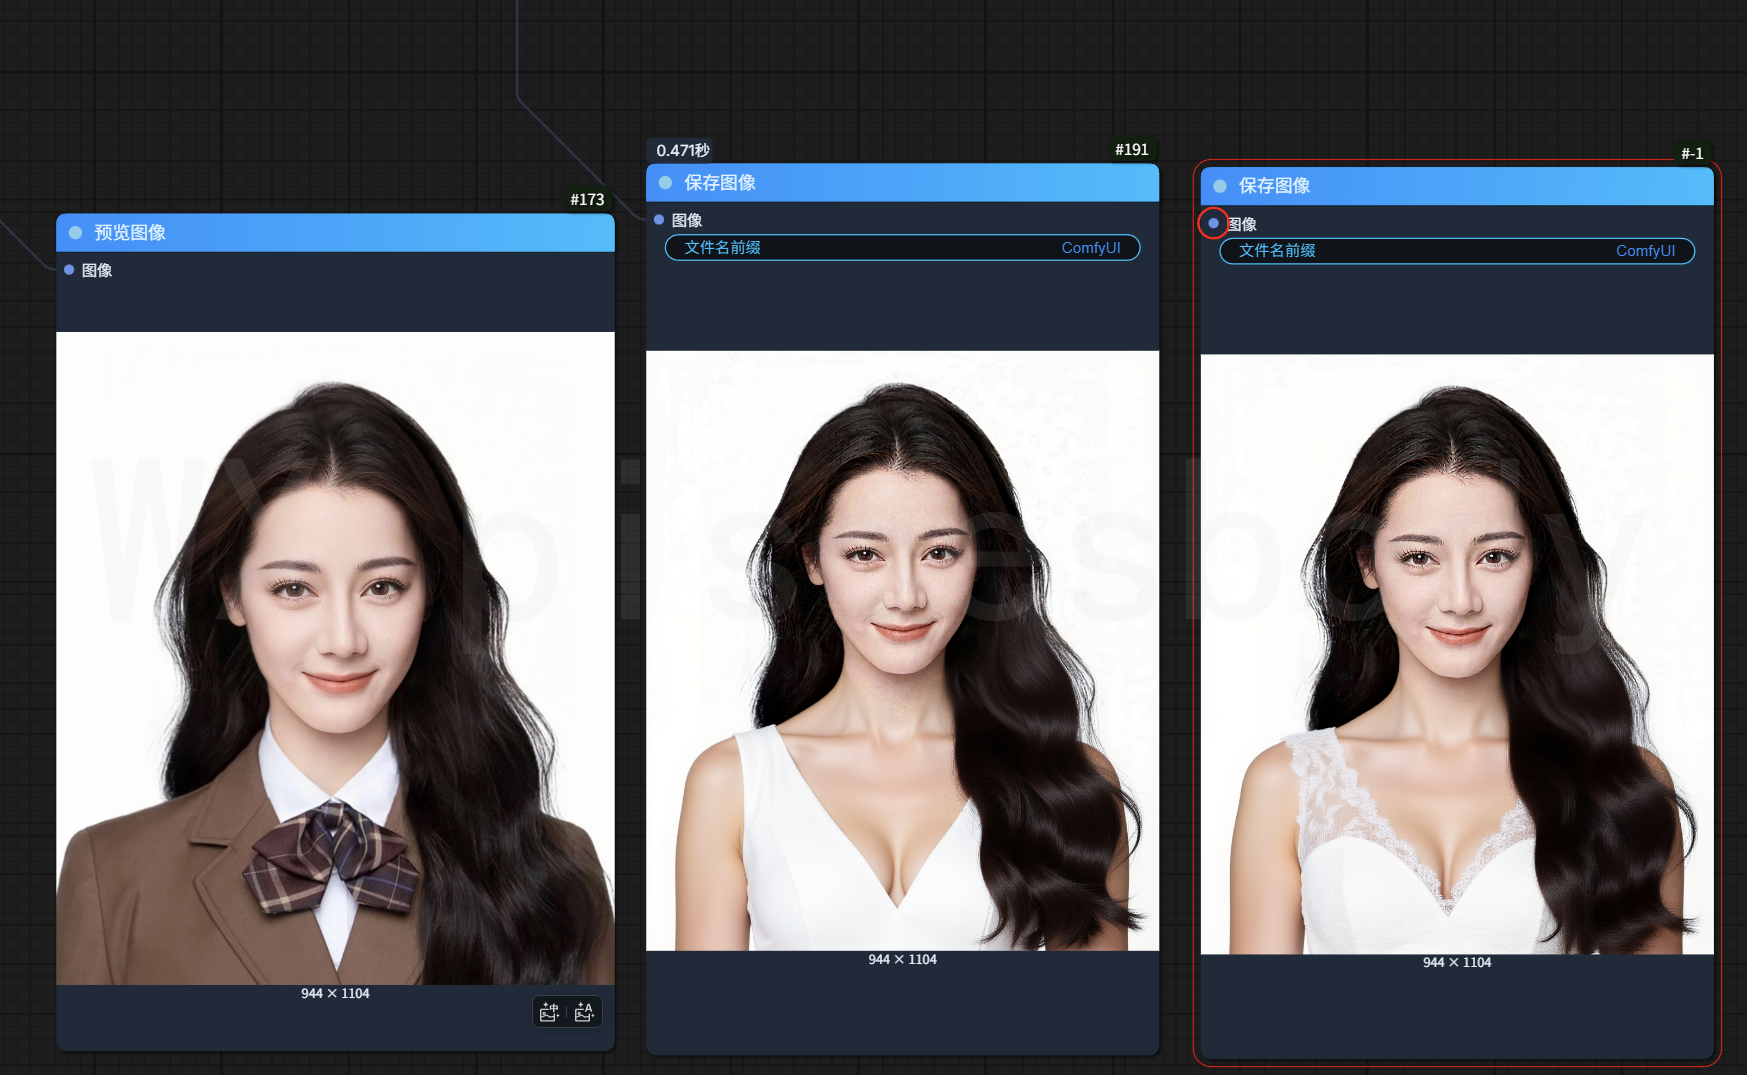 #173
预览图像
图像
944 × 1104
中
A
0.471秒
#191
保存图像
图像
文件名前缀 ComfyUI
944 × 1104
#-1
保存图像
图像
文件名前缀 ComfyUI
944 × 1104